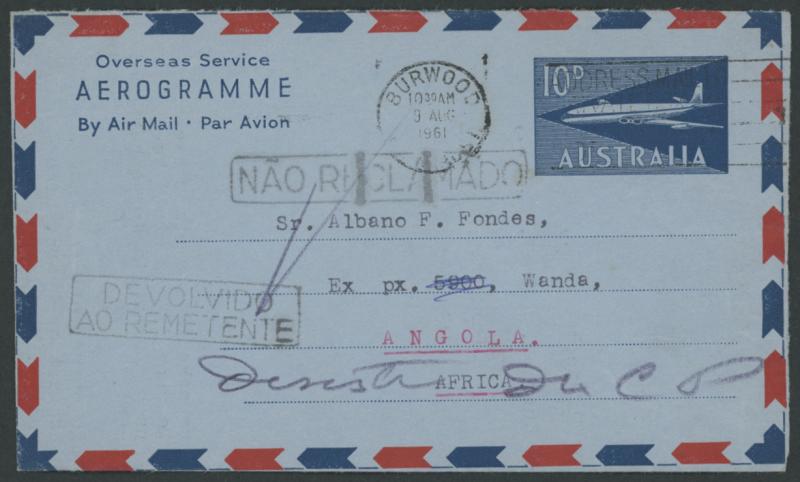 Overseas Service
AEROGRAMME
By Air Mail · Par Avion
BURWOOD
10 30AM
9 AUG
1961
10D
AUSTRALIA
NÃO RECLAMADO
Sr. Albano F. Fondes,
Ex px. 5900, Wanda,
DEVOLVIDO
AO REMETENTE
ANGOLA.
AFRICA
C P